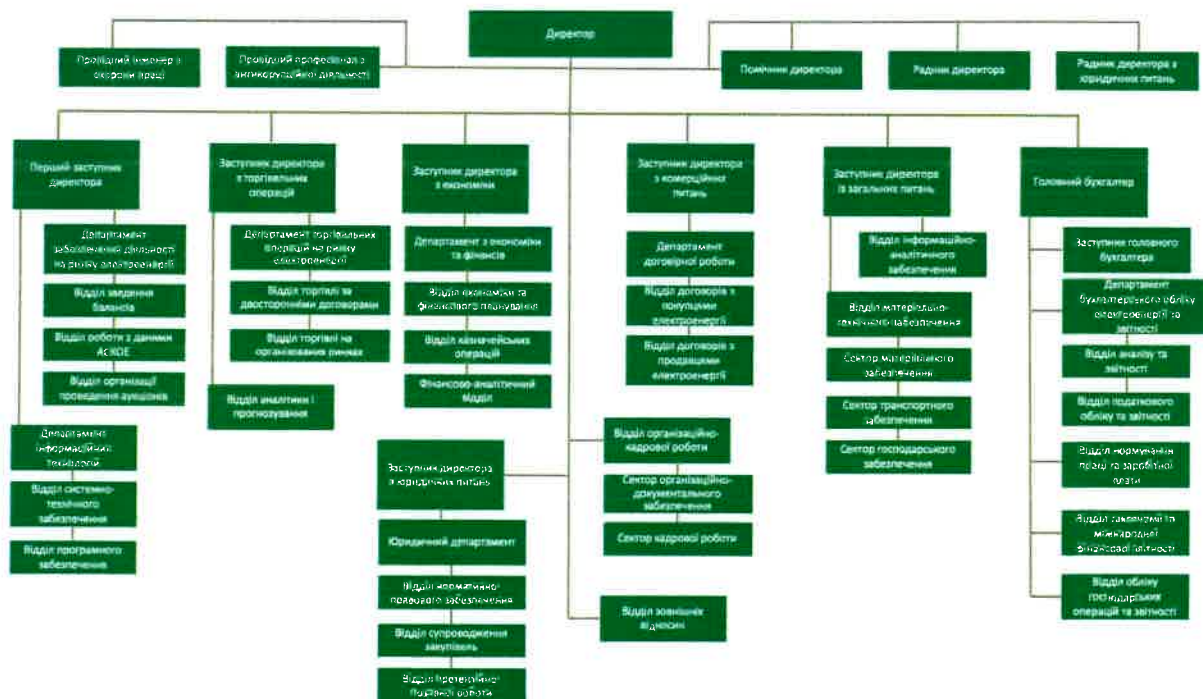 Директор
Провідний інженер з
охорони праці
Провідний професіонал з
антикорупційної діяльності
Помічник директора
Радник директора
Радник директора з
юридичних питань
Перший заступник
директора
Заступник директора
з торгівельних
операцій
Заступник директора
з економіки
Заступник директора
з комерційних
питань
Заступник директора
із загальних питань
Головний бухгалтер
Департамент
забезпечення діяльності
на ринку електроенергії
Відділ зведення
балансів
Відділ роботи з даними
АСКОЕ
Відділ організації
проведення аукціонів
Департамент
інформаційних
технологій
Відділ системно-
технічного
забезпечення
Відділ програмного
забезпечення
Департамент торгівельних
операцій на ринку
електроенергії
Відділ торгівлі за
двосторонніми договорами
Відділ торгівлі на
організованих ринках
Відділ аналітики і
прогнозування
Департамент з економіки
та фінансів
Відділ економіки та
фінансового планування
Відділ казначейських
операцій
Фінансово-аналітичний
відділ
Департамент
договірної роботи
Відділ договорів з
покупцями
електроенергії
Відділ договорів з
продавцями
електроенергії
Відділ інформаційно-
аналітичного
забезпечення
Відділ матеріально-
технічного забезпечення
Сектор матеріального
забезпечення
Сектор транспортного
забезпечення
Сектор господарського
забезпечення
Заступник головного
бухгалтера
Департамент
бухгалтерського обліку
електроенергії та
звітності
Відділ аналізу та
звітності
Відділ податкового
обліку та звітності
Відділ нормування
праці та заробітної
плати
Відділ
міжнародної
фінансової звітності
Відділ обліку
господарських
операцій та звітності
Заступник директора
з юридичних питань
Юридичний департамент
Відділ нормативно-
правового забезпечення
Відділ супроводження
закупівель
Відділ претензійно-
позовної роботи
Відділ організаційно-
кадрової роботи
Сектор організаційно-
документального
забезпечення
Сектор кадрової роботи
Відділ зовнішніх
відносин